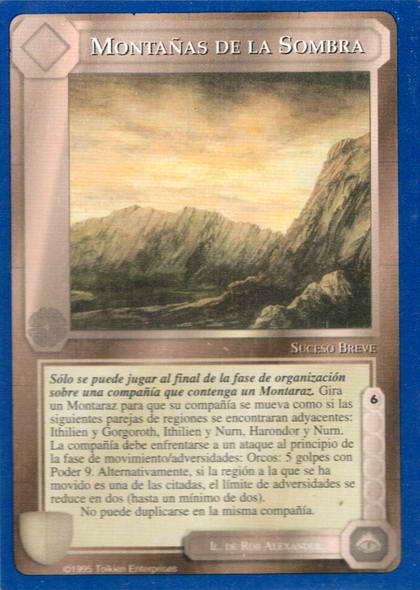 MONTAÑAS DE LA SOMBRA
SUCESO BREVE
Sólo se puede jugar al final de la fase de organización
sobre una compañía que contenga un Montaraz. Gira
un Montaraz para que su compañía se mueva como si las
siguientes parejas de regiones se encontraran adyacentes:
Ithilien y Gorgoroth, Ithilien y Nurn, Harondor y Nurn.
La compañía debe enfrentarse a un ataque al principio de
la fase de movimiento/adversidades: Orcos: 5 golpes con
Poder 9. Alternativamente, si la región a la que se ha
movido es una de las citadas, el límite de adversidades se
reduce en dos (hasta un mínimo de dos).
No puede duplicarse en la misma compañía.
6
IL. DE ROB ALEXANDER
©1995 Tolkien Enterprises